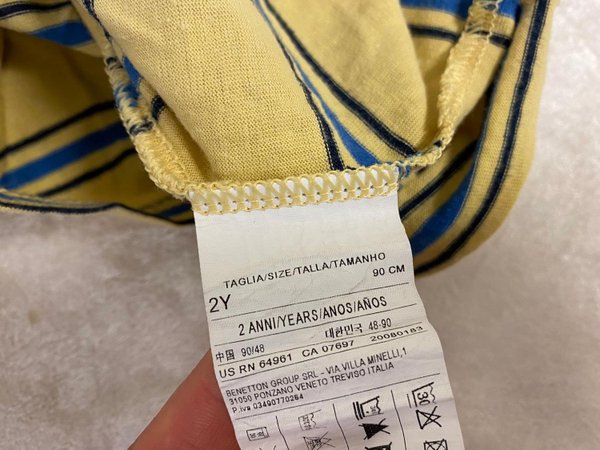 TAGLIA/SIZE/TALLA/TAMANHO
2Y 90 CM
2 ANNI/YEARS/ANOS/AÑOS
中国 90/48 대한민국 48-90
US RN 64961 CA 07697 20080183
BENETTON GROUP SRL - VIA VILLA MINELLI,1
31050 PONZANO VENETO TREVISO ITALIA
P.iva 03490770264
30